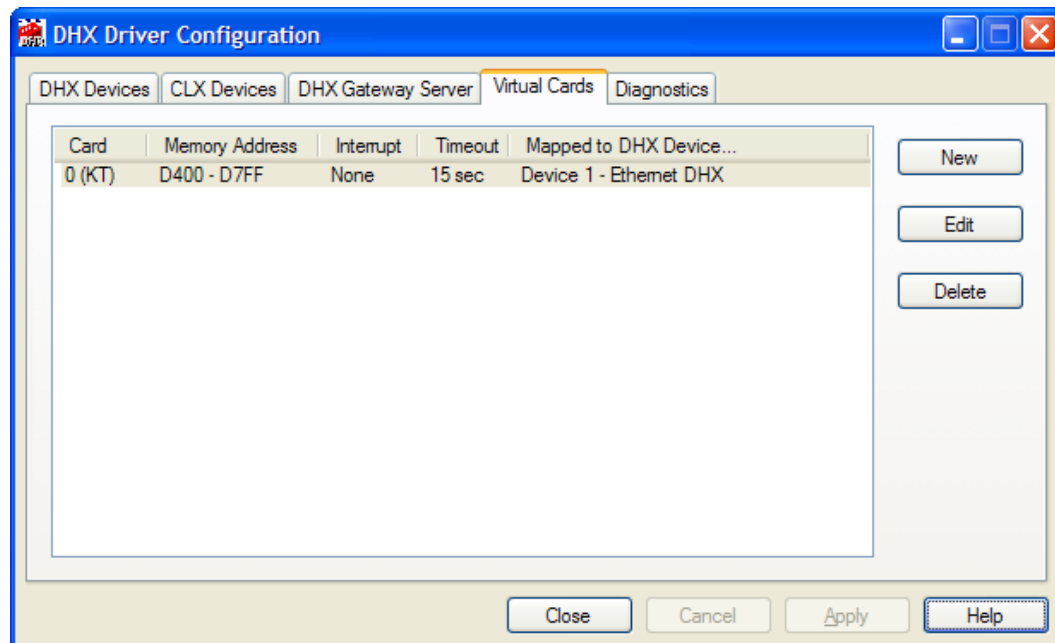 DHX Driver Configuration
DHX Devices CLX Devices DHX Gateway Server Virtual Cards Diagnostics
Card Memory Address Interrupt Timeout Mapped to DHX Device...
0 (KT) D400 - D7FF None 15 sec Device 1 - Ethernet DHX
New
Edit
Delete
Close Cancel Apply Help